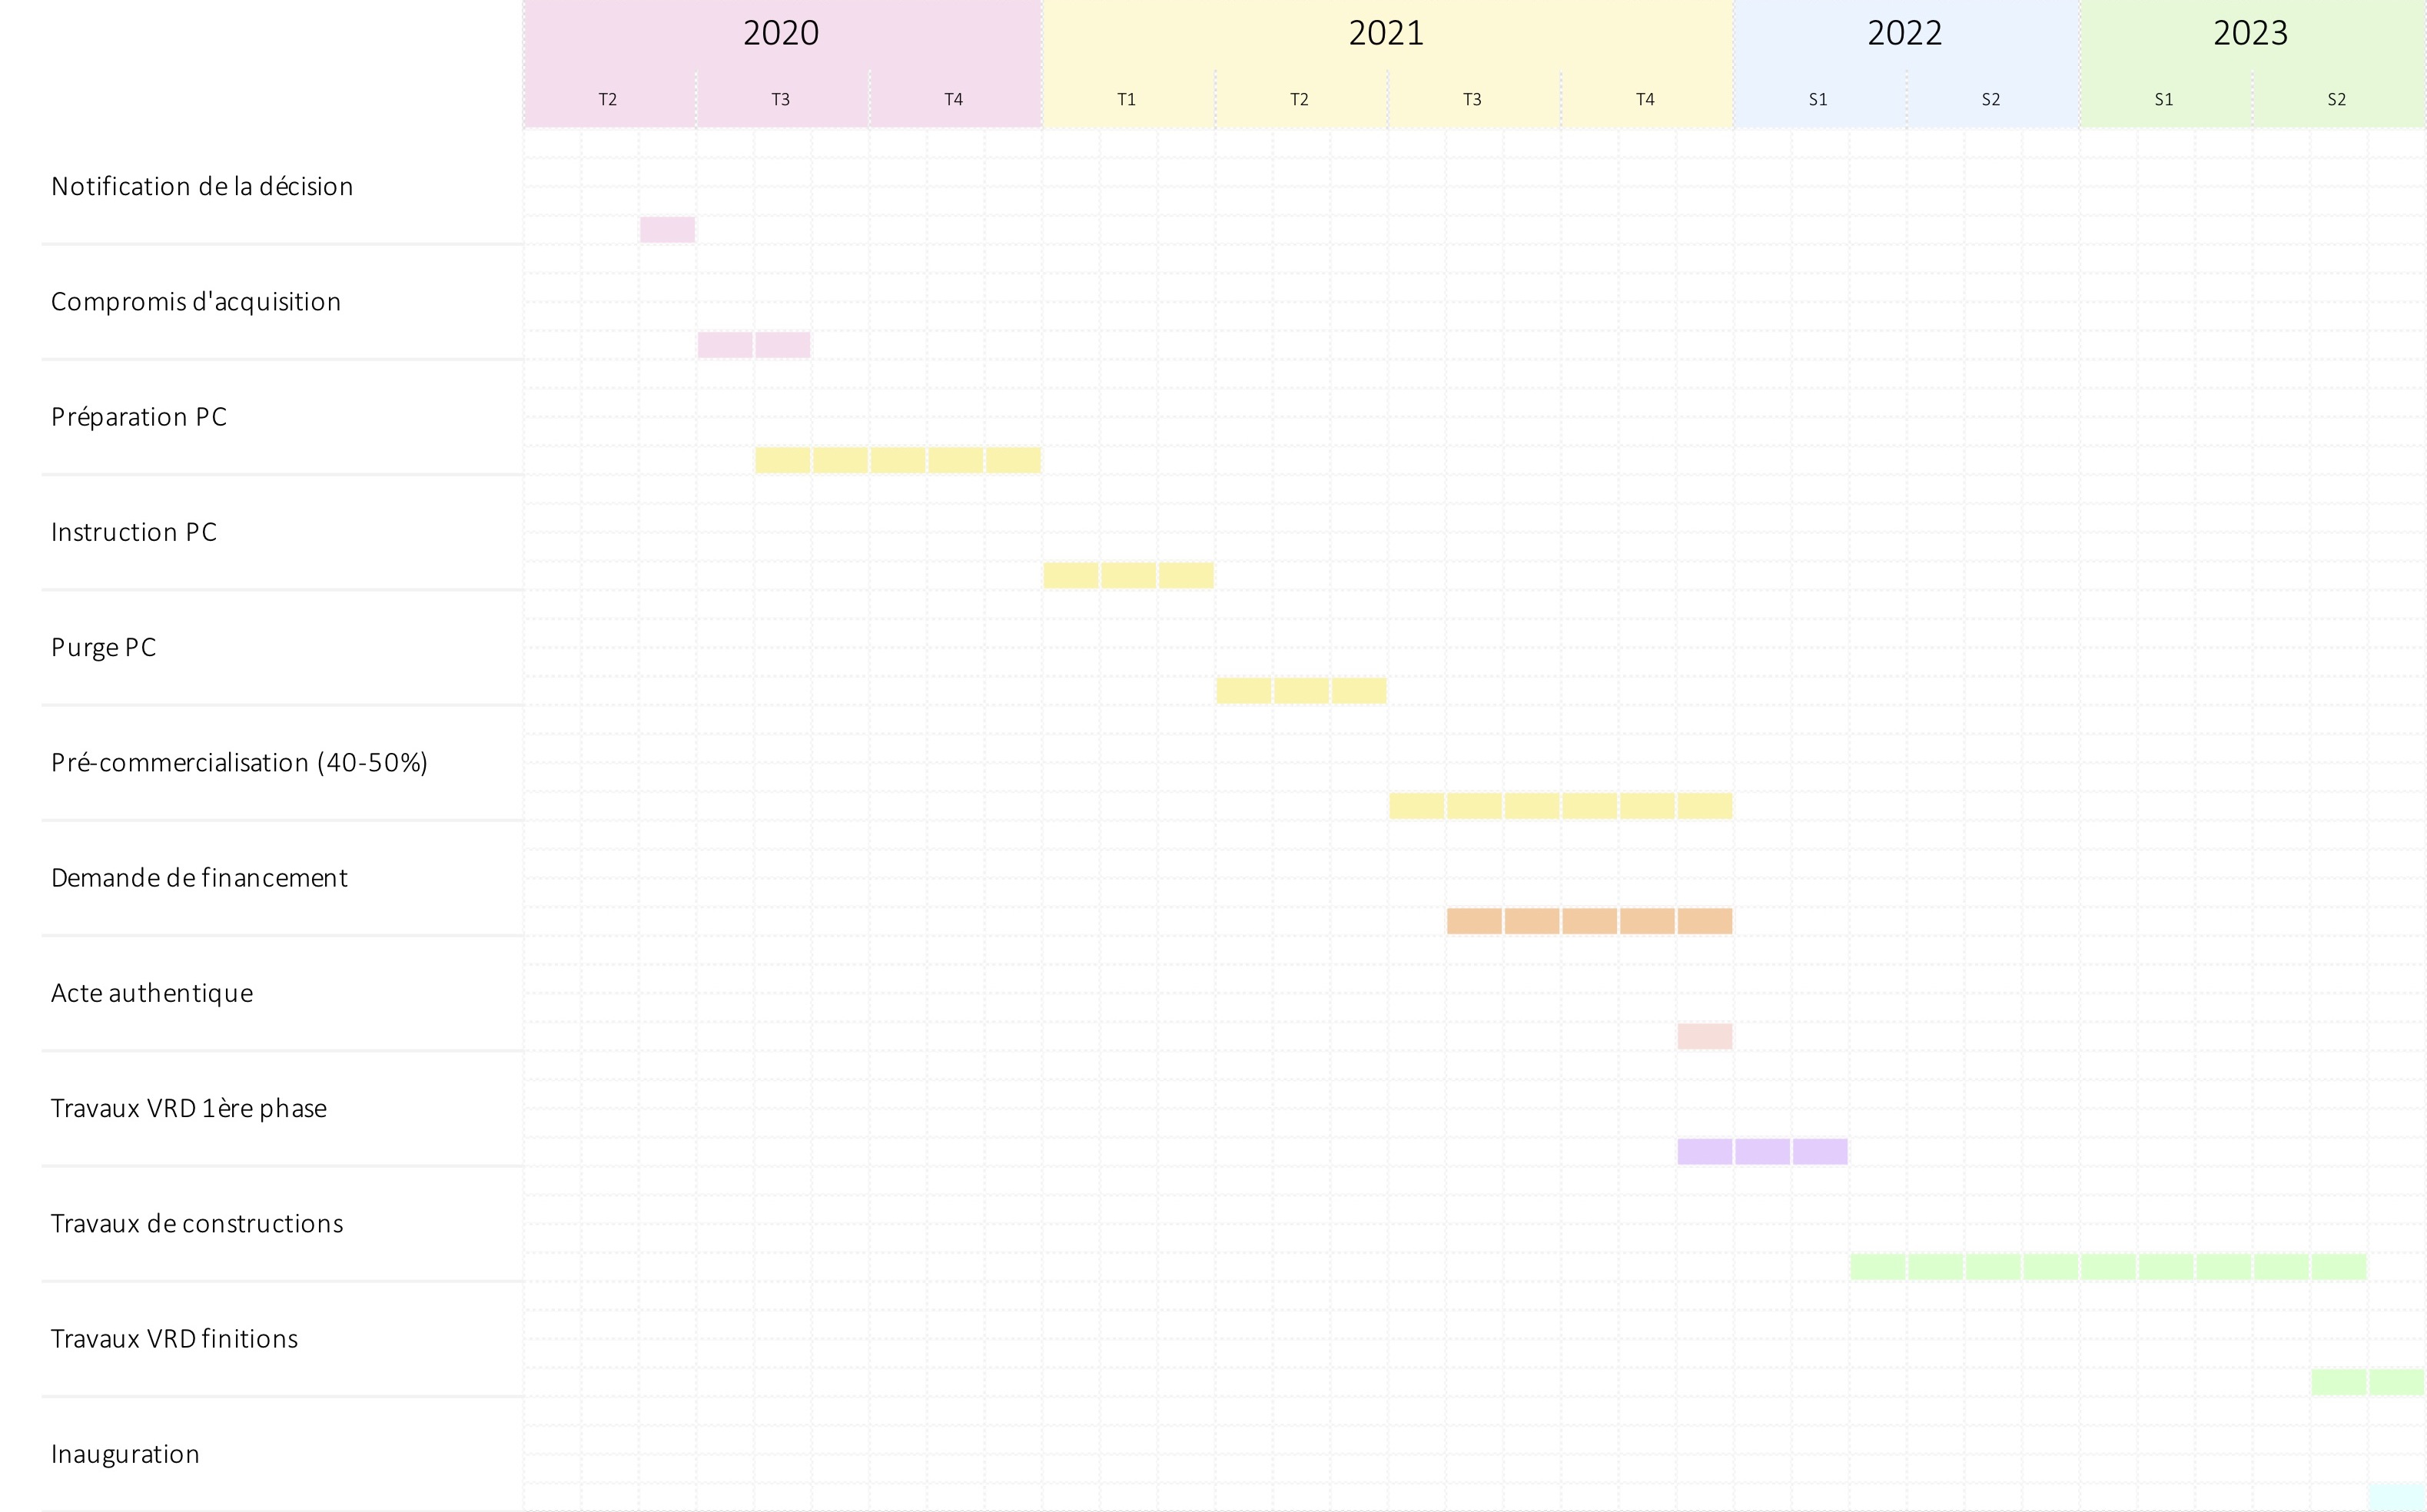 2020 2021 2022 2023
T2 T3 T4 T1 T2 T3 T4 S1 S2 S1 S2
Notification de la décision
Compromis d'acquisition
Préparation PC
Instruction PC
Purge PC
Pré-commercialisation (40-50%)
Demande de financement
Acte authentique
Travaux VRD 1ère phase
Travaux de constructions
Travaux VRD finitions
Inauguration